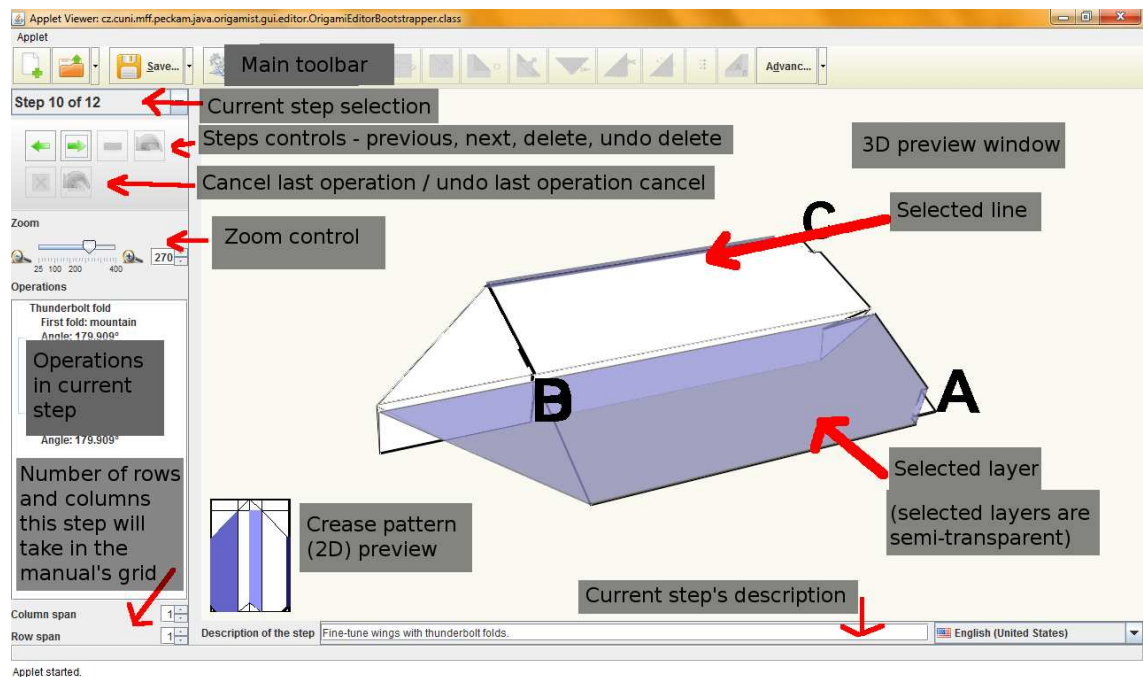 Applet Viewer: cz.cuni.mff.peckam.java.origamist.gui.editor.OrigamiEditorBootstrapper.class
Applet
Save...
Main toolbar
Advanc...
Step 10 of 12
Current step selection
Steps controls - previous, next, delete, undo delete
Cancel last operation / undo last operation cancel
3D preview window
Selected line
C
Zoom
Zoom control
270
25 100 200 400
Operations
Thunderbolt fold
First fold: mountain
Angle: 179.909°
Operations
in current
step
Angle: 179.909°
B
A
Number of rows
and columns
this step will
take in the
manual's grid
Crease pattern
(2D) preview
Selected layer
(selected layers are
semi-transparent)
Current step's description
Column span 1
Row span 1
Description of the step Fine-tune wings with thunderbolt folds. English (United States)
Applet started.